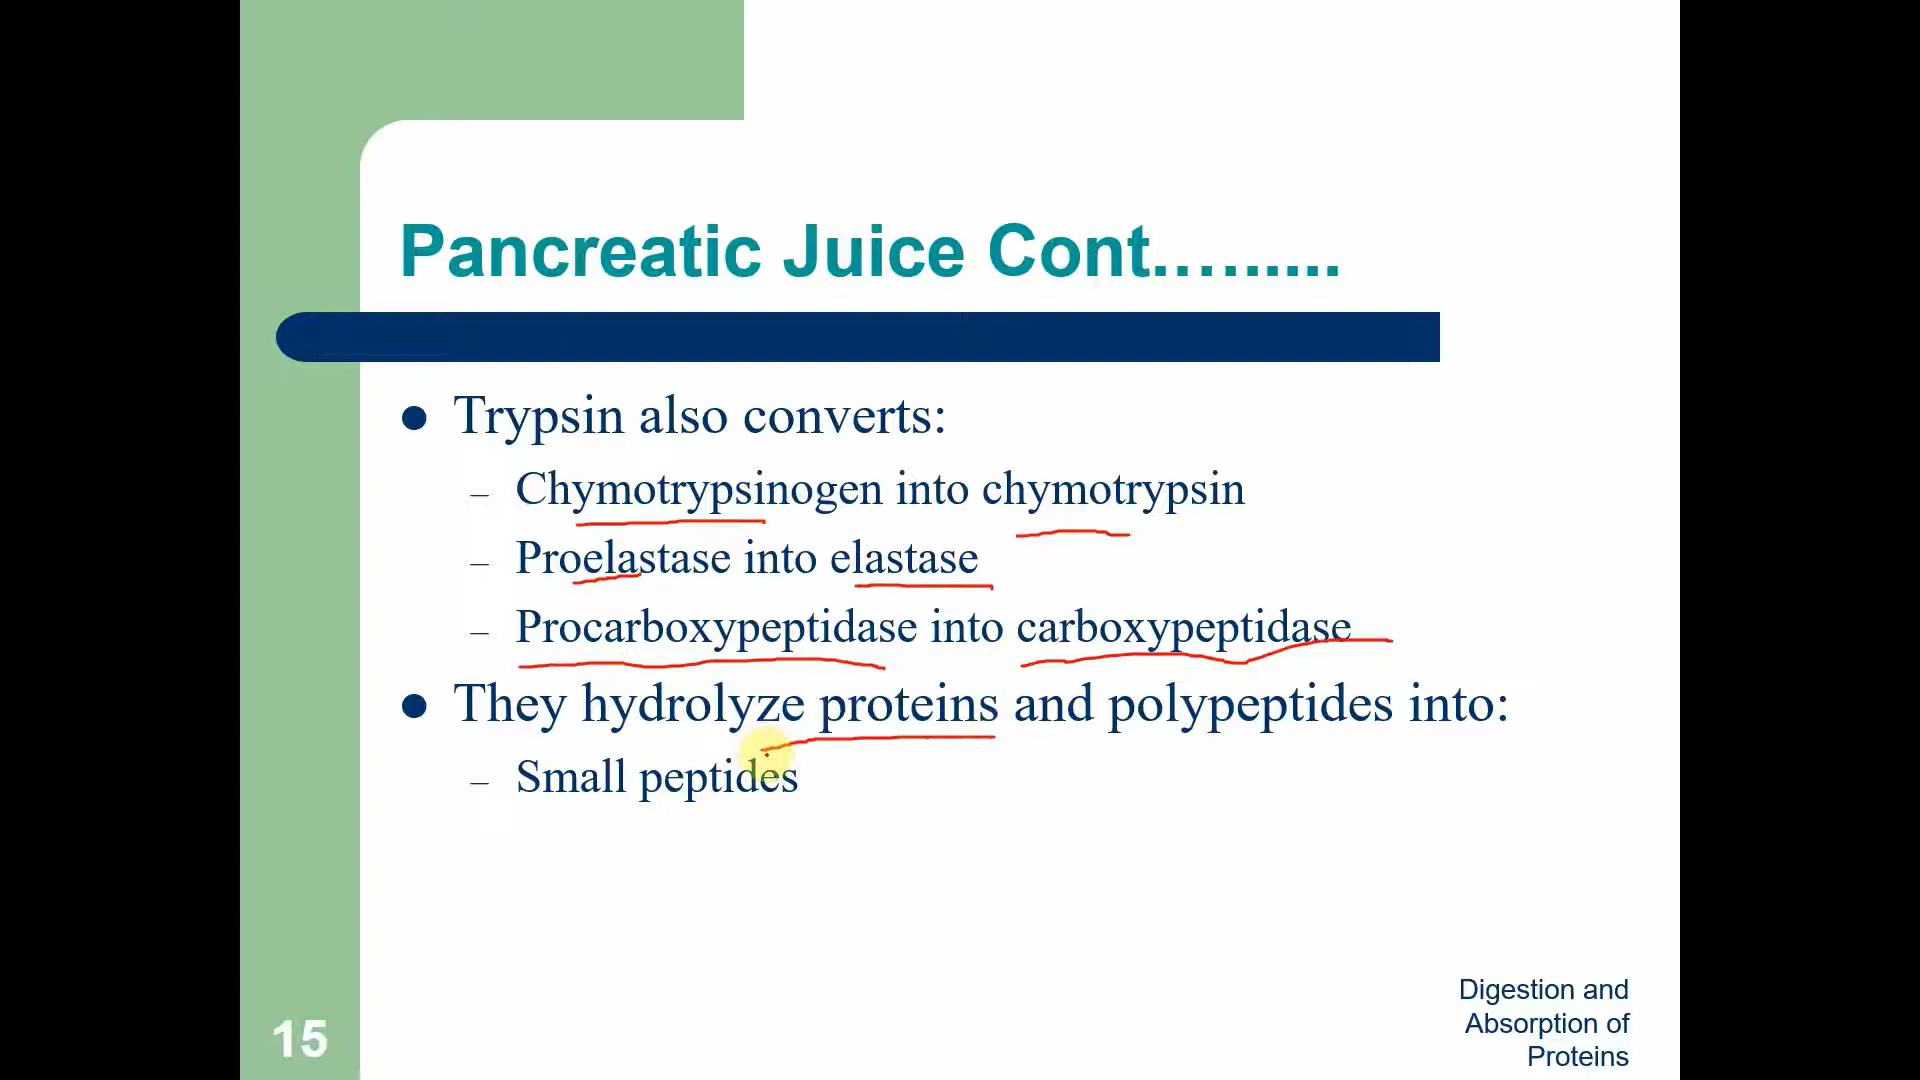 Pancreatic Juice Cont.…......
● Trypsin also converts:
– Chymotrypsinogen into chymotrypsin
– Proelastase into elastase
– Procarboxypeptidase into carboxypeptidase
● They hydrolyze proteins and polypeptides into:
– Small peptides
15
Digestion and
Absorption of
Proteins